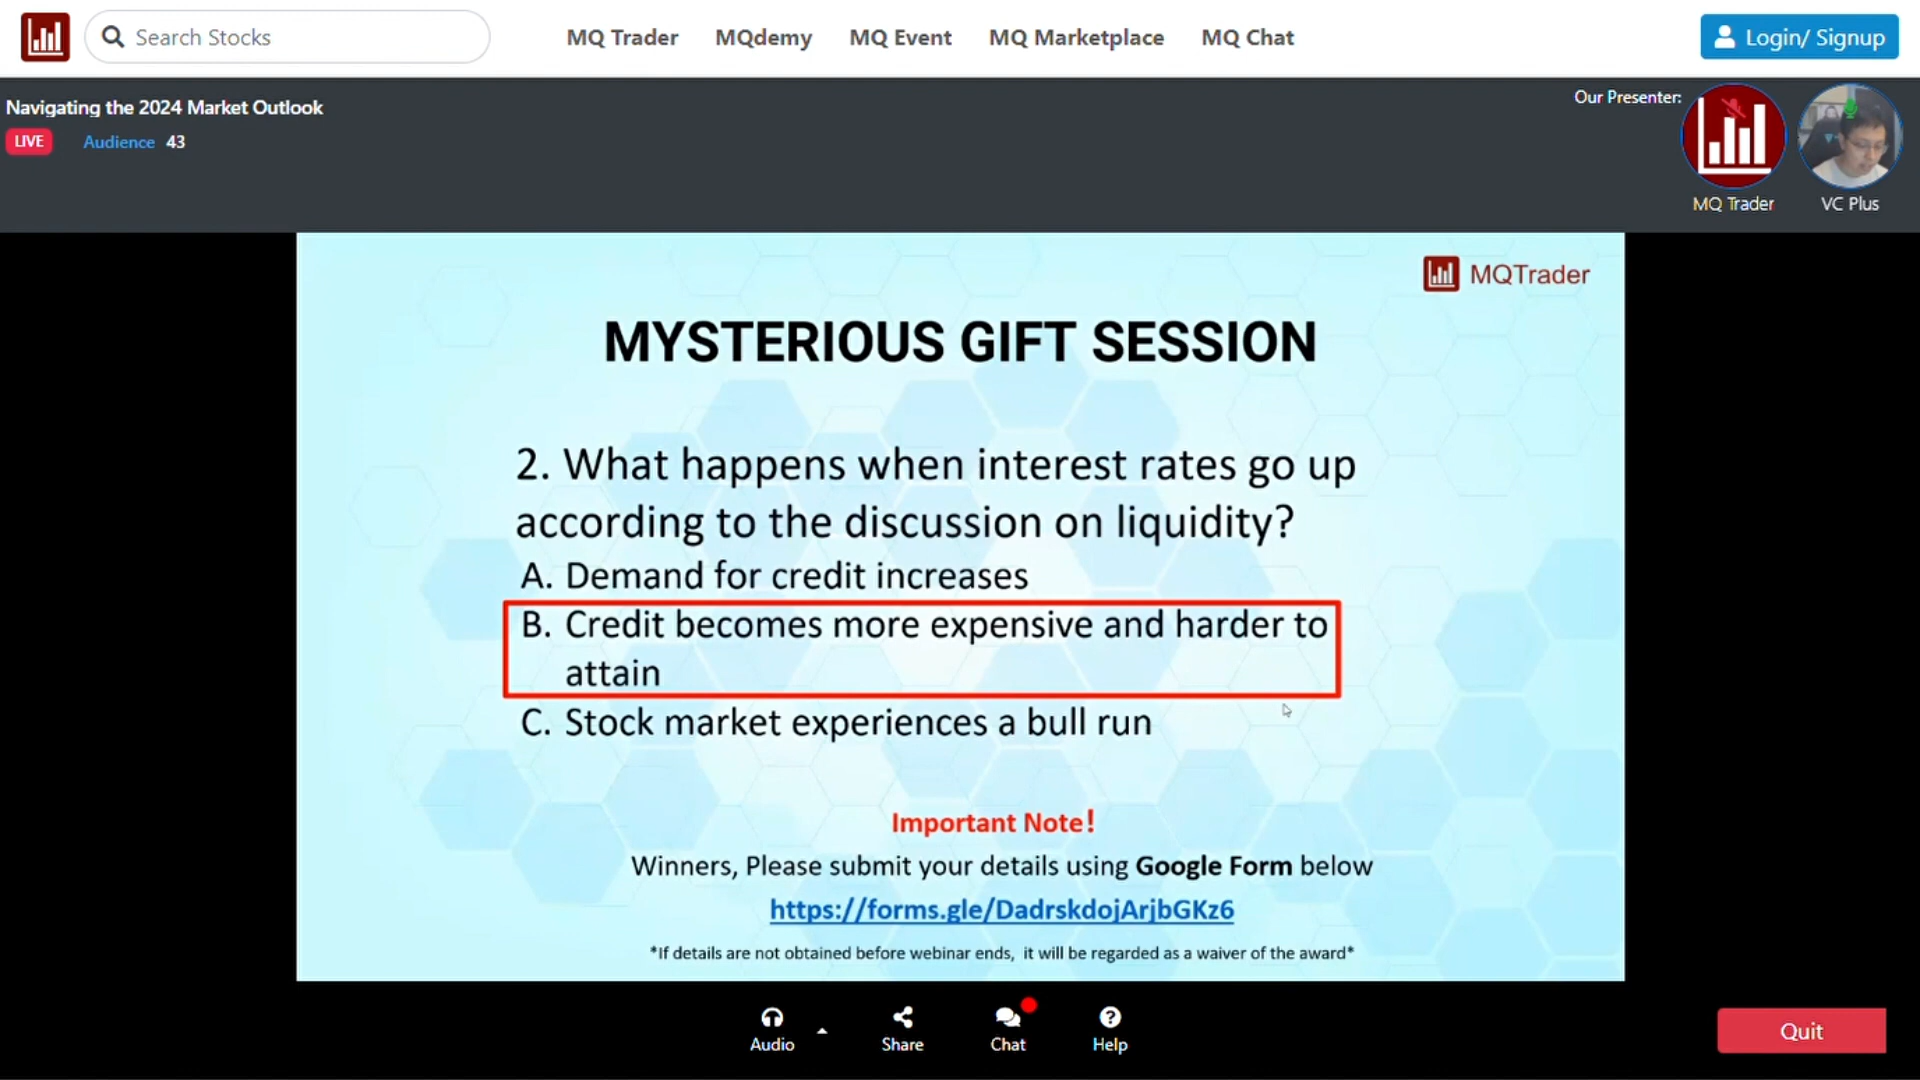 Search Stocks
MQ Trader MQdemy MQ Event MQ Marketplace MQ Chat
Login/ Signup
Navigating the 2024 Market Outlook
LIVE Audience 43
Our Presenter:
MQ Trader VC Plus
MQTrader
MYSTERIOUS GIFT SESSION
2. What happens when interest rates go up
according to the discussion on liquidity?
A. Demand for credit increases
B. Credit becomes more expensive and harder to
attain
C. Stock market experiences a bull run
Important Note!
Winners, Please submit your details using Google Form below
https://forms.gle/DadrskdojArjbGKz6
*If details are not obtained before webinar ends, it will be regarded as a waiver of the award*
Audio Share Chat Help
Quit